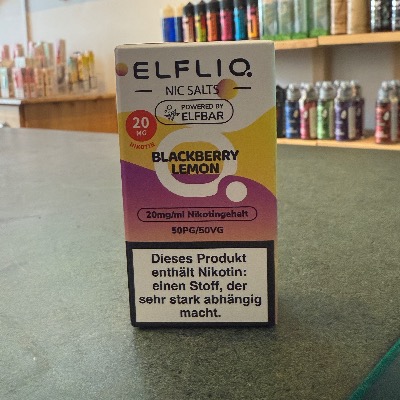 ELFLIQ
NIC SALTS
POWERED BY
ELFBAR
20
MG
NIKOTIN
BLACKBERRY
LEMON
20mg/ml Nikotingehalt
50PG/50VG
Dieses Produkt
enthält Nikotin:
einen Stoff, der
sehr stark abhängig
macht.